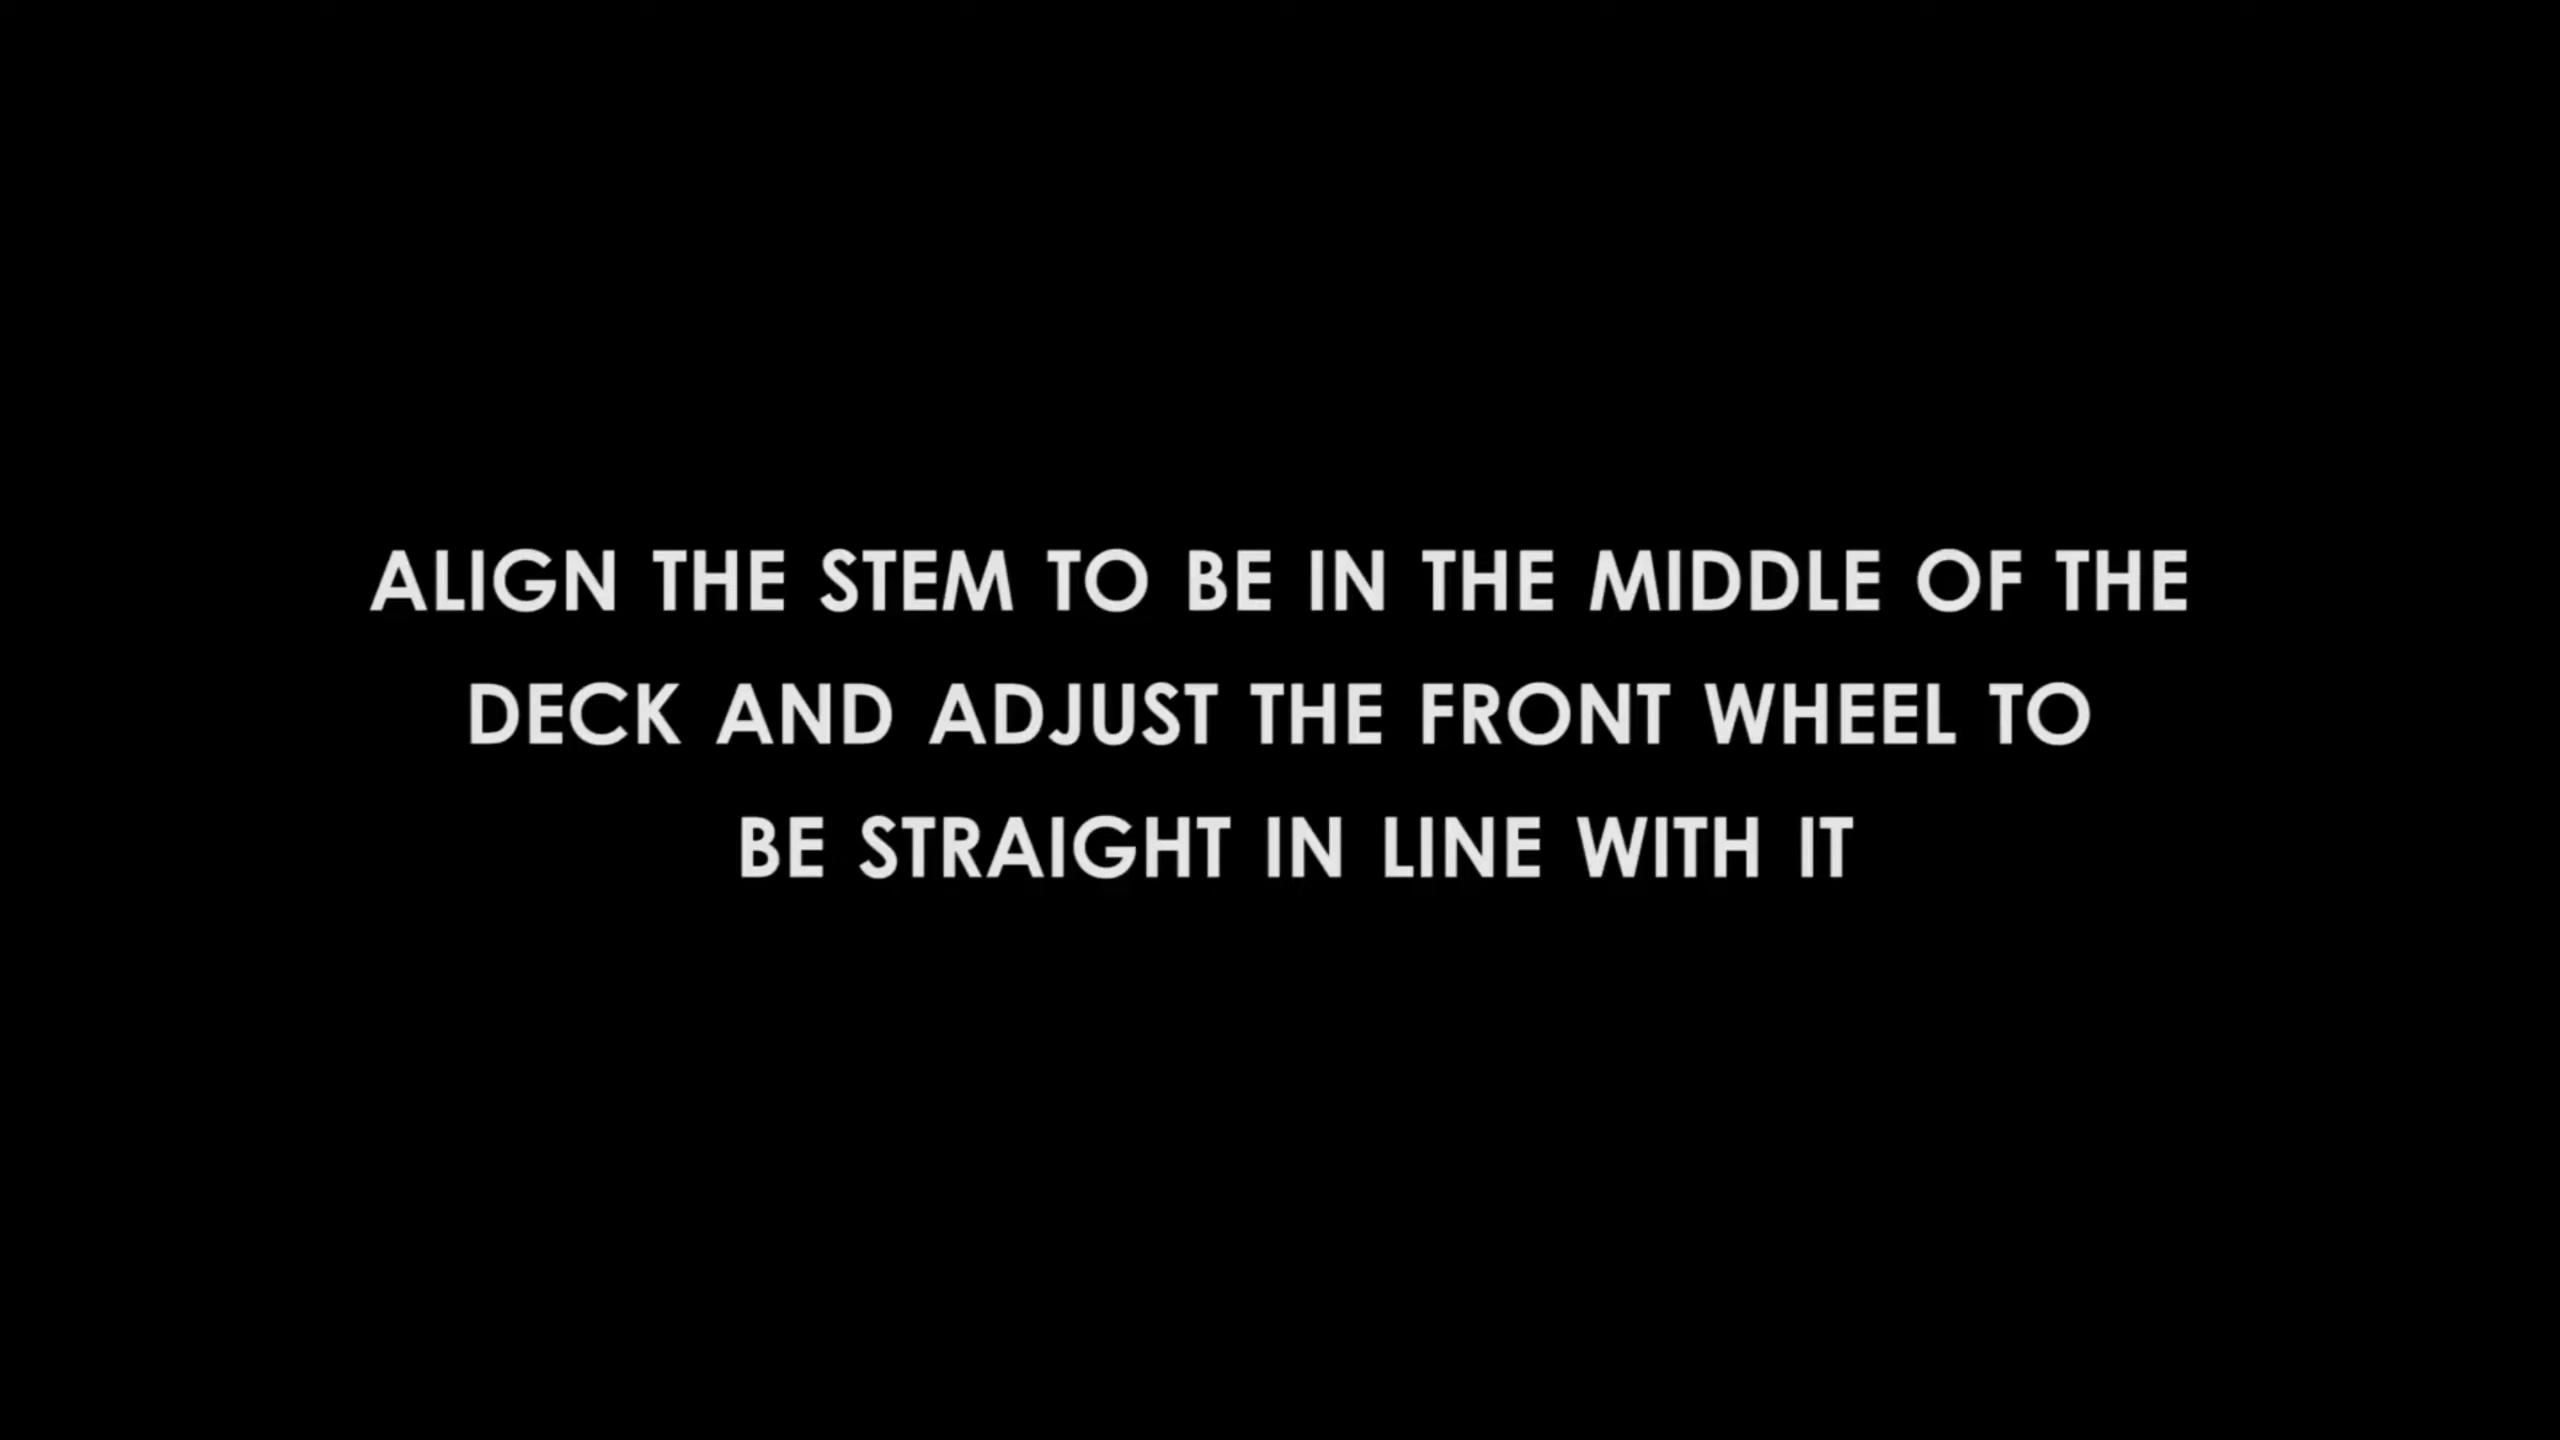 ALIGN THE STEM TO BE IN THE MIDDLE OF THE
DECK AND ADJUST THE FRONT WHEEL TO
BE STRAIGHT IN LINE WITH IT